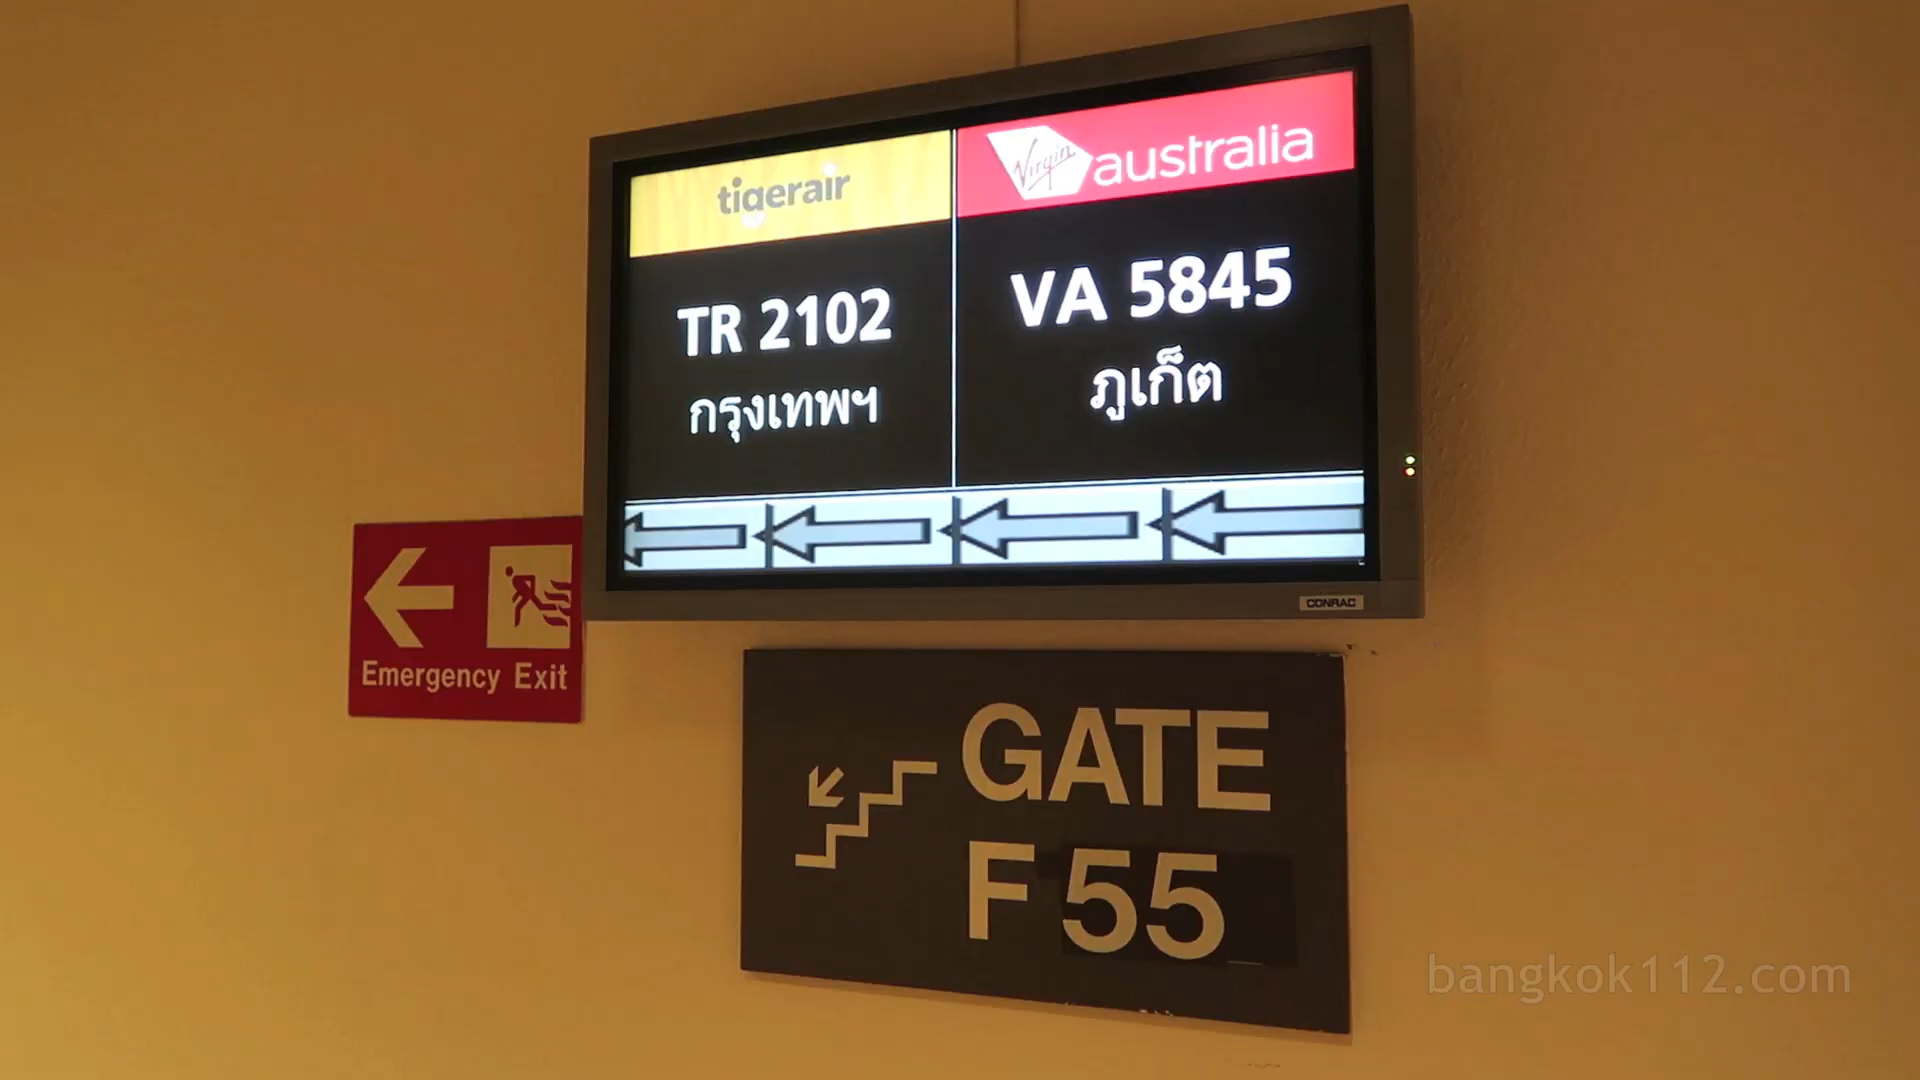 tigerair
Virgin australia
TR 2102
กรุงเทพฯ
VA 5845
ภูเก็ต
CONRAC
Emergency Exit
GATE
F 55
bangkok112.com